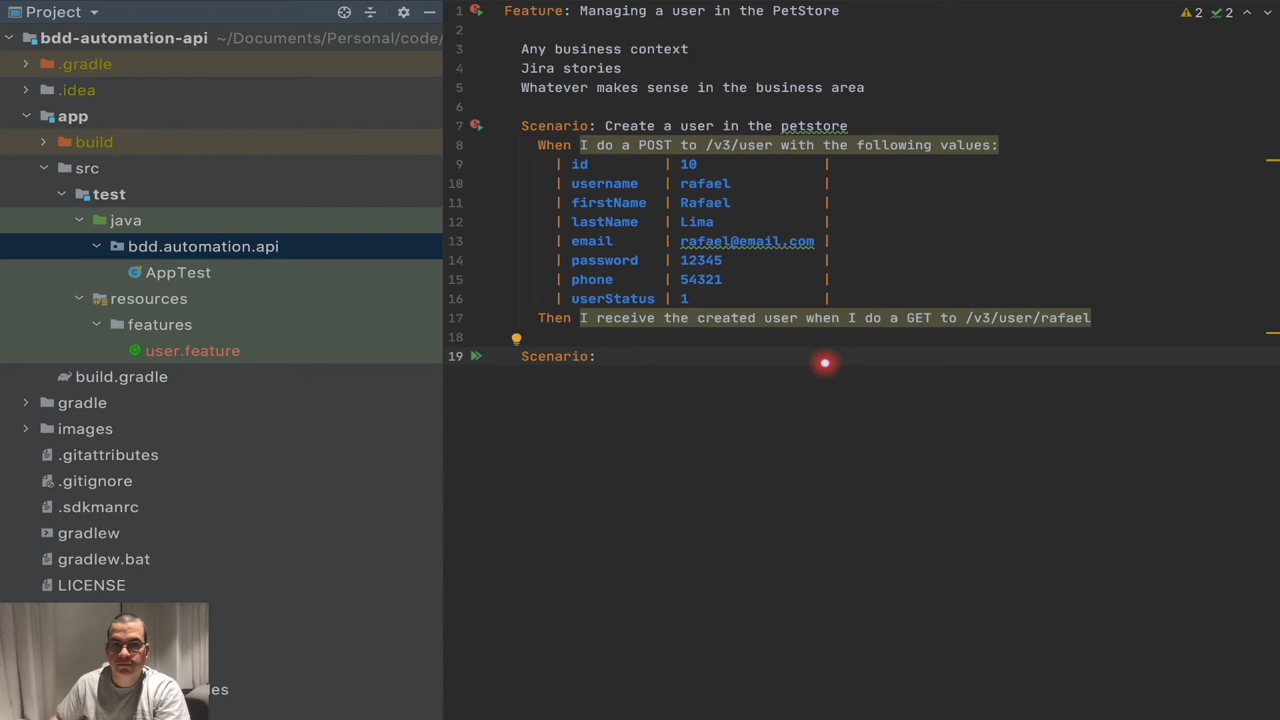 Project
bdd-automation-api ~/Documents/Personal/code/
.gradle
.idea
app
build
src
test
java
bdd.automation.api
AppTest
resources
features
user.feature
build.gradle
gradle
images
.gitattributes
.gitignore
.sdkmanrc
gradlew
gradlew.bat
LICENSE
1 Feature: Managing a user in the PetStore
2
3 Any business context
4 Jira stories
5 Whatever makes sense in the business area
6
7 Scenario: Create a user in the petstore
8 When I do a POST to /v3/user with the following values:
9 | id | 10 |
10 | username | rafael |
11 | firstName | Rafael |
12 | lastName | Lima |
13 | email | rafael@email.com |
14 | password | 12345 |
15 | phone | 54321 |
16 | userStatus | 1 |
17 Then I receive the created user when I do a GET to /v3/user/rafael
18
19 Scenario:
2 2